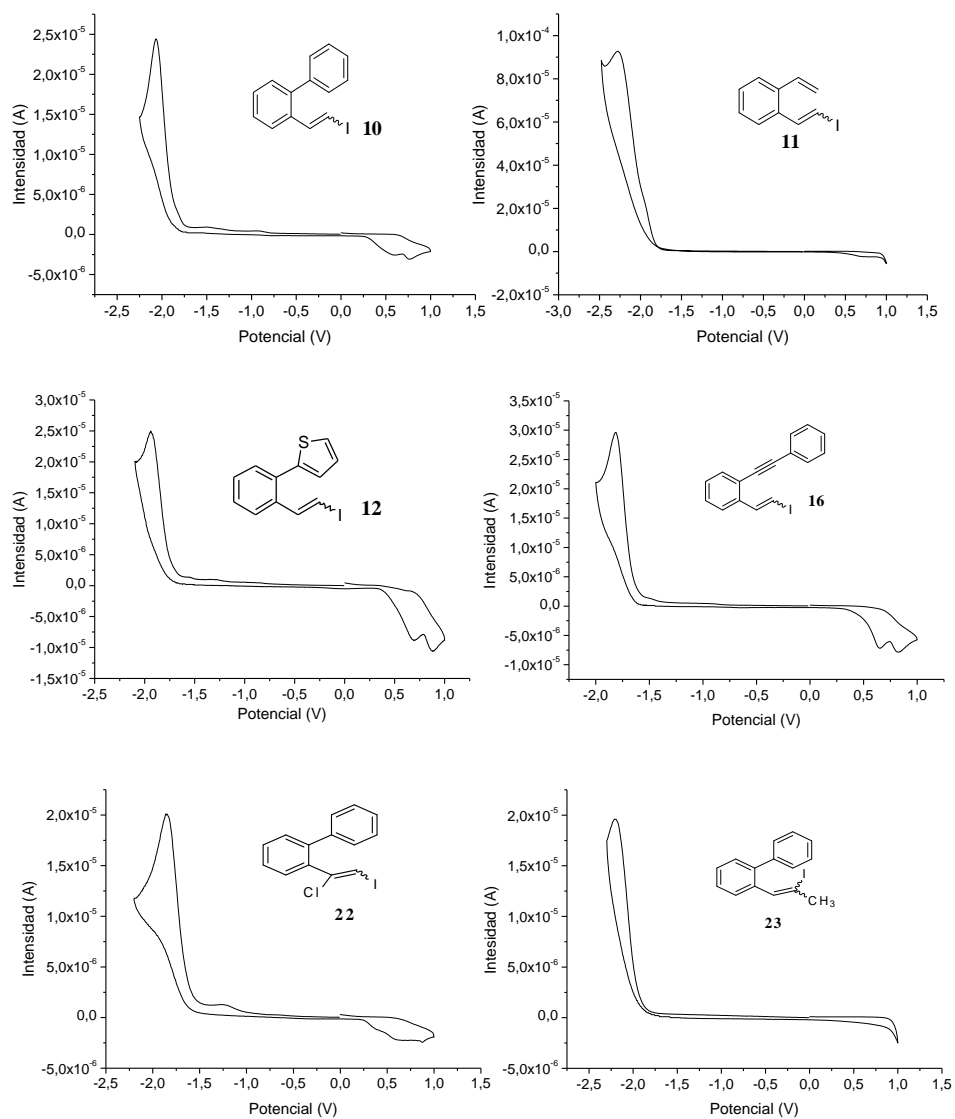 2,5x10⁻⁵
2,0x10⁻⁵
1,5x10⁻⁵
1,0x10⁻⁵
5,0x10⁻⁶
0,0
-5,0x10⁻⁶
Intensidad (A)
-2,5 -2,0 -1,5 -1,0 -0,5 0,0 0,5 1,0 1,5
Potencial (V)
I
10
1,0x10⁻⁴
8,0x10⁻⁵
6,0x10⁻⁵
4,0x10⁻⁵
2,0x10⁻⁵
0,0
-2,0x10⁻⁵
Intensidad (A)
-3,0 -2,5 -2,0 -1,5 -1,0 -0,5 0,0 0,5 1,0 1,5
Potencial (V)
I
11
3,0x10⁻⁵
2,5x10⁻⁵
2,0x10⁻⁵
1,5x10⁻⁵
1,0x10⁻⁵
5,0x10⁻⁶
0,0
-5,0x10⁻⁶
-1,0x10⁻⁵
-1,5x10⁻⁵
Intensidad (A)
-2,5 -2,0 -1,5 -1,0 -0,5 0,0 0,5 1,0 1,5
Potencial (V)
S
I
12
3,5x10⁻⁵
3,0x10⁻⁵
2,5x10⁻⁵
2,0x10⁻⁵
1,5x10⁻⁵
1,0x10⁻⁵
5,0x10⁻⁶
0,0
-5,0x10⁻⁶
-1,0x10⁻⁵
Intensidad (A)
-2,0 -1,5 -1,0 -0,5 0,0 0,5 1,0
Potencial (V)
I
16
2,0x10⁻⁵
1,5x10⁻⁵
1,0x10⁻⁵
5,0x10⁻⁶
0,0
-5,0x10⁻⁶
Intensidad (A)
-2,5 -2,0 -1,5 -1,0 -0,5 0,0 0,5 1,0 1,5
Potencial (V)
Cl
I
22
2,0x10⁻⁵
1,5x10⁻⁵
1,0x10⁻⁵
5,0x10⁻⁶
0,0
-5,0x10⁻⁶
Intensidad (A)
-2,5 -2,0 -1,5 -1,0 -0,5 0,0 0,5 1,0 1,5
Potencial (V)
I
CH₃
23